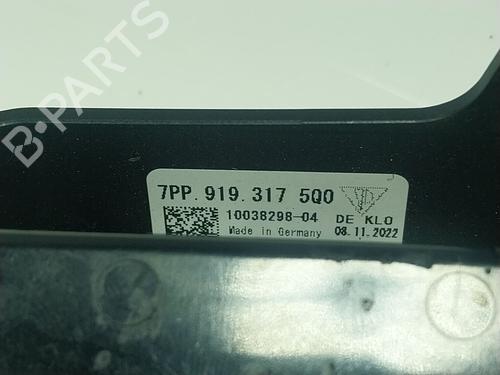 B-PARTS
7PP.919.317 5Q0
10038298-04 DE KLO
Made in Germany 08.11.2022